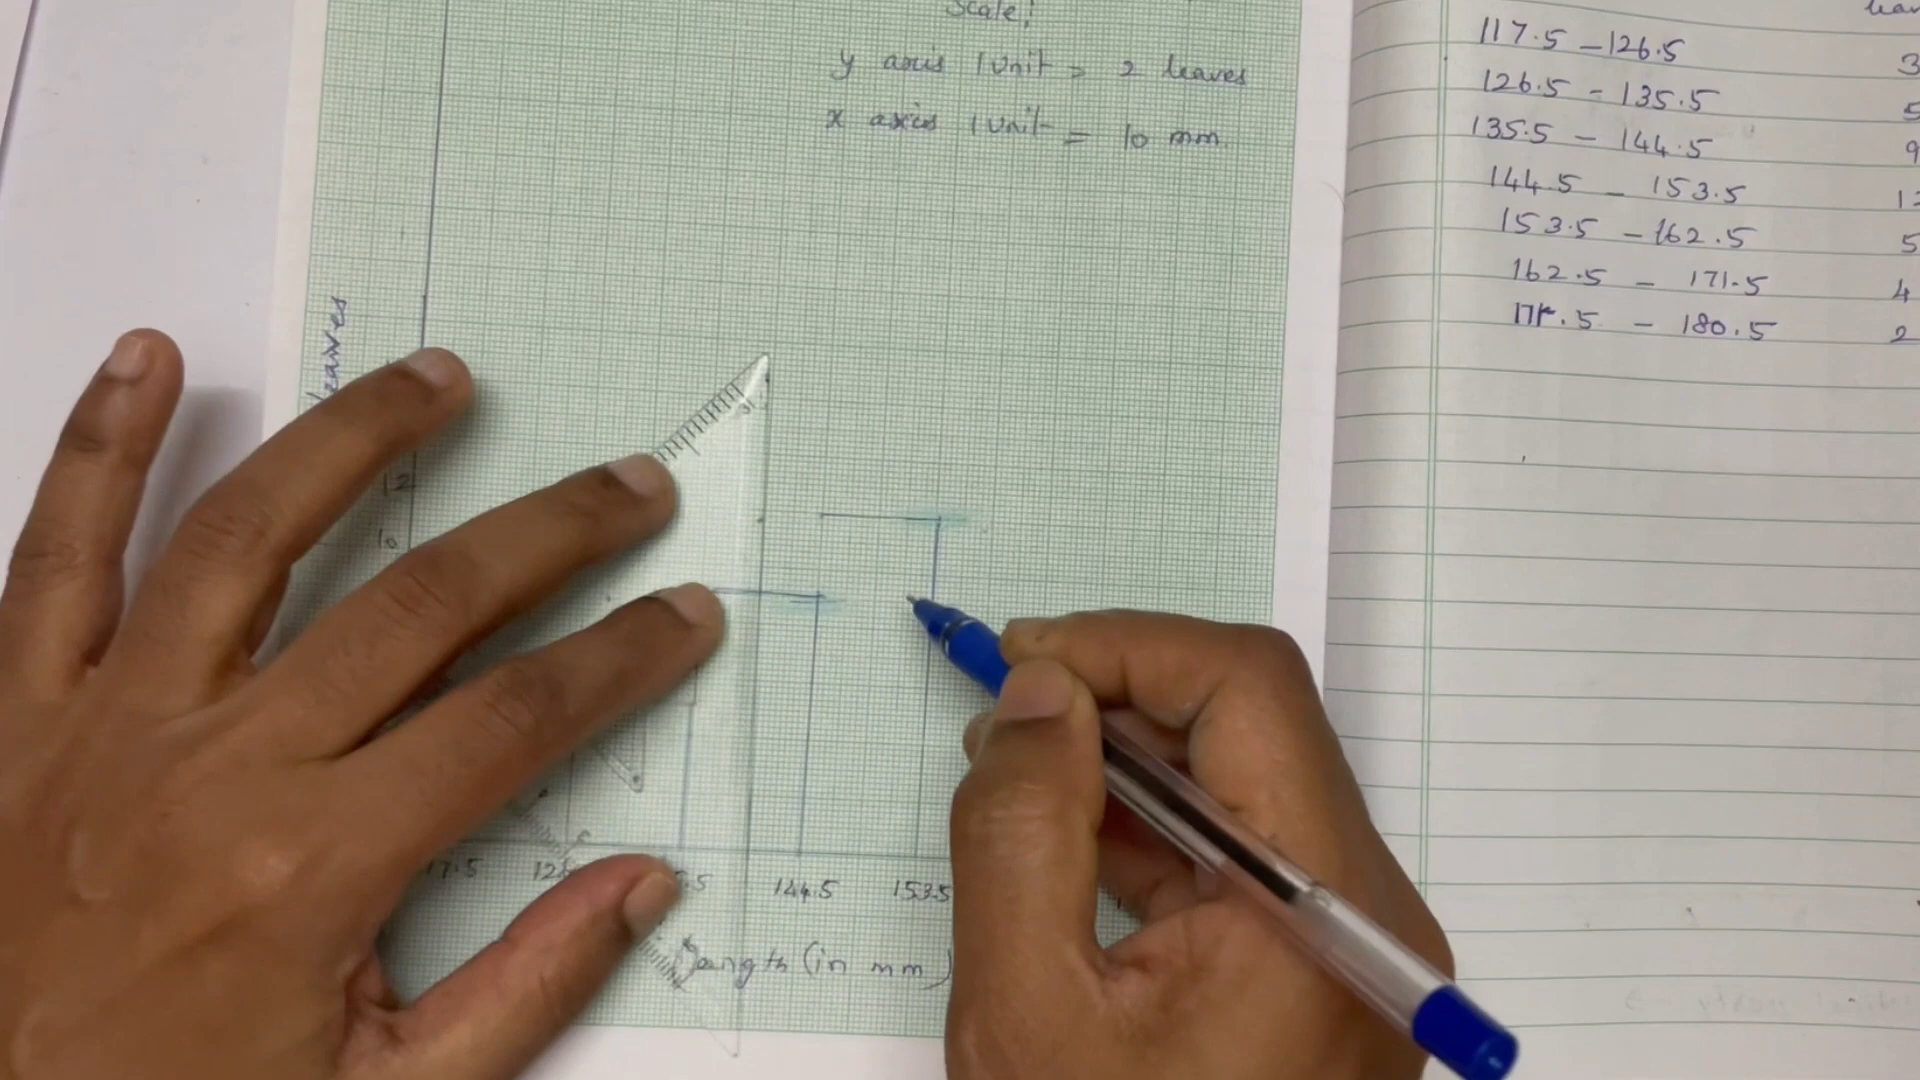 Scale:
y axis 1 Unit = 2 leaves
x axis 1 Unit = 10 mm
leaves
12
10
17.5
.5
144.5
153.5
Length (in mm)
117.5 - 126.5 3
126.5 - 135.5 5
135.5 - 144.5 9
144.5 - 153.5
153.5 - 162.5 5
162.5 - 171.5 4
171.5 - 180.5 2